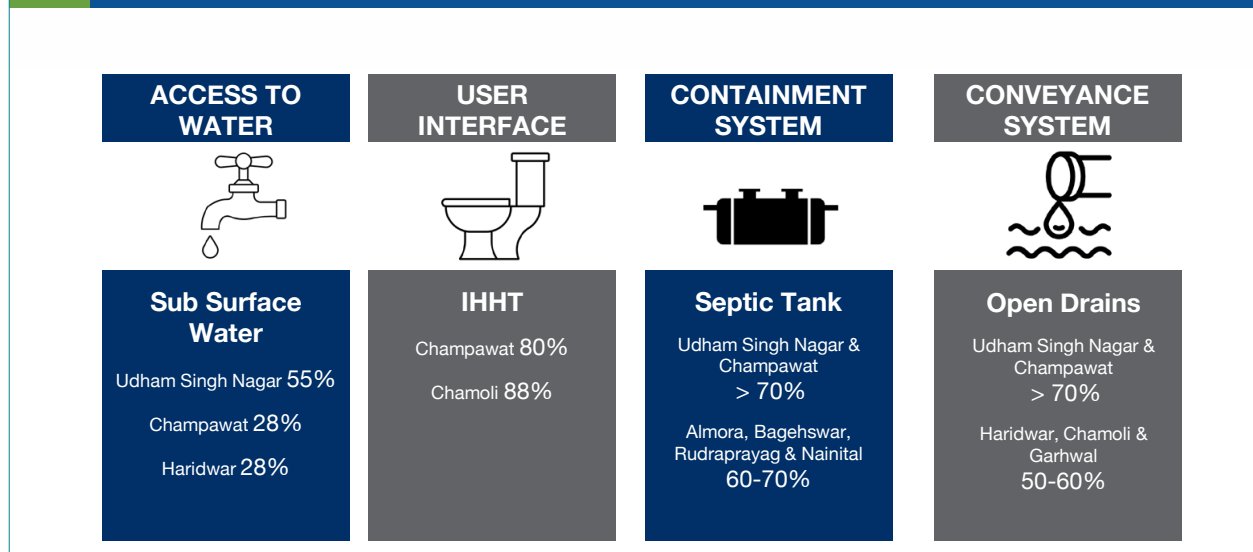 ACCESS TO
WATER
USER
INTERFACE
CONTAINMENT
SYSTEM
CONVEYANCE
SYSTEM
Sub Surface
Water
Udham Singh Nagar 55%
Champawat 28%
Haridwar 28%
IHHT
Champawat 80%
Chamoli 88%
Septic Tank
Udham Singh Nagar &
Champawat
> 70%
Almora, Bagehswar,
Rudraprayag & Nainital
60-70%
Open Drains
Udham Singh Nagar &
Champawat
> 70%
Haridwar, Chamoli &
Garhwal
50-60%